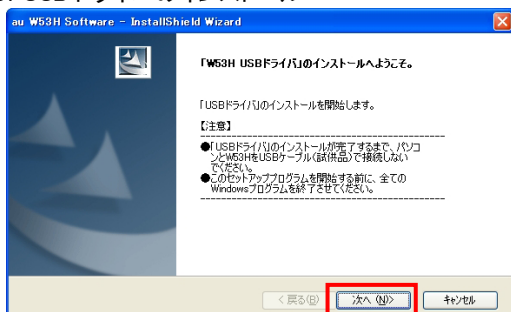 au W53H Software - InstallShield Wizard
「W53H USBドライバ」のインストールへようこそ。
「USBドライバ」のインストールを開始します。
【注意】
●「USBドライバ」のインストールが完了するまで、パソコ
ンとW53HをUSBケーブル(試供品)で接続しない
でください。
●このセットアッププログラムを開始する前に、全ての
Windowsプログラムを終了させてください。
< 戻る(B)
次へ (N)>
キャンセル